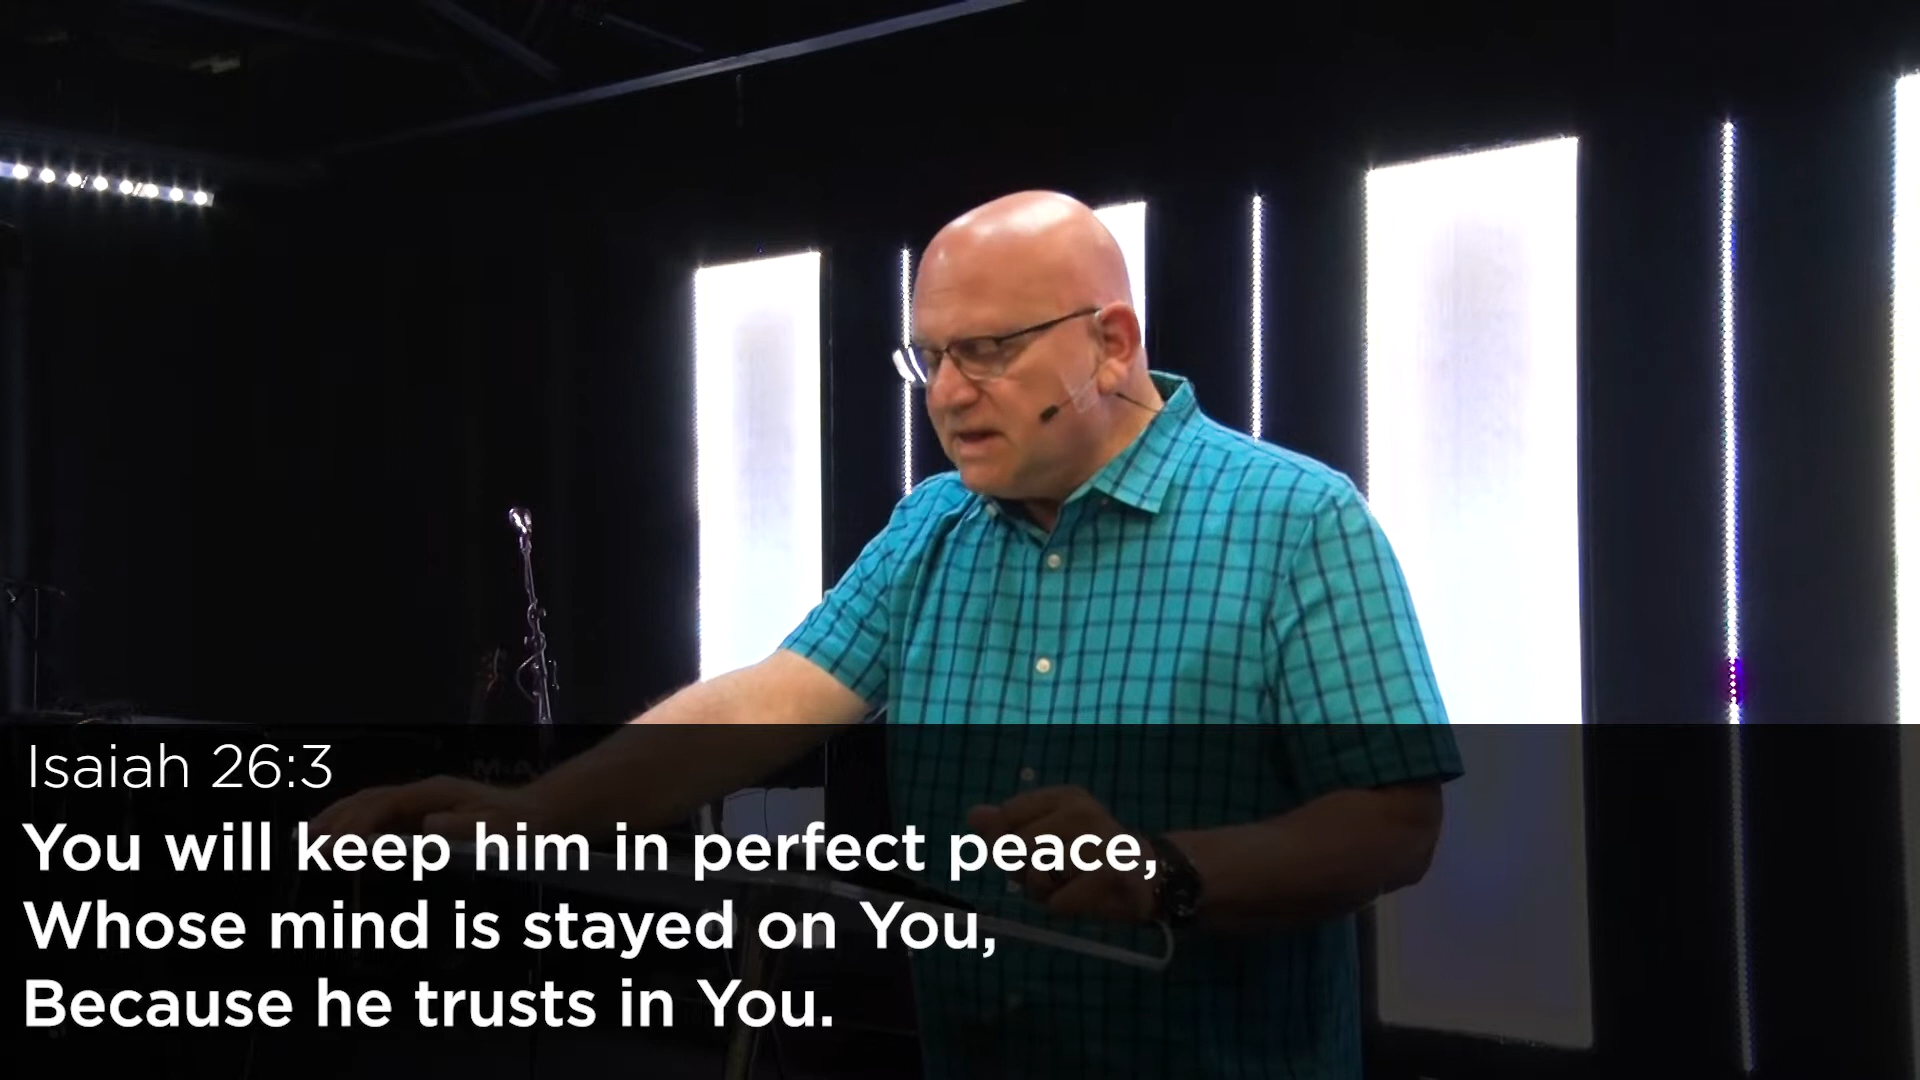 Isaiah 26:3
You will keep him in perfect peace,
Whose mind is stayed on You,
Because he trusts in You.